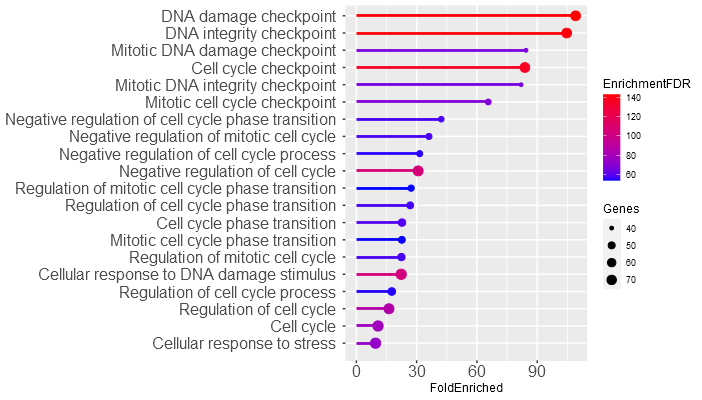 DNA damage checkpoint
DNA integrity checkpoint
Mitotic DNA damage checkpoint
Cell cycle checkpoint
Mitotic DNA integrity checkpoint
Mitotic cell cycle checkpoint
Negative regulation of cell cycle phase transition
Negative regulation of mitotic cell cycle
Negative regulation of cell cycle process
Negative regulation of cell cycle
Regulation of mitotic cell cycle phase transition
Regulation of cell cycle phase transition
Cell cycle phase transition
Mitotic cell cycle phase transition
Regulation of mitotic cell cycle
Cellular response to DNA damage stimulus
Regulation of cell cycle process
Regulation of cell cycle
Cell cycle
Cellular response to stress
0 30 60 90
FoldEnriched
EnrichmentFDR
140
120
100
80
60
Genes
40
50
60
70